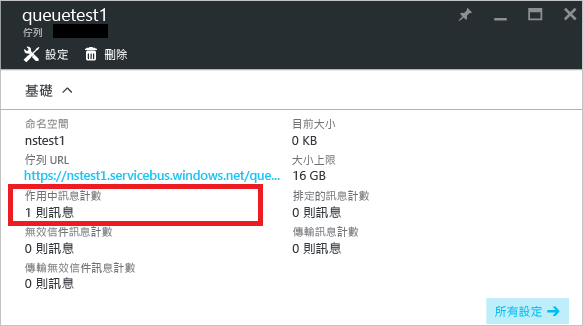 queuetest1
佇列
設定 刪除
基礎
命名空間
nstest1
佇列 URL
https://nstest1.servicebus.windows.net/que...
作用中訊息計數
1 則訊息
無效信件訊息計數
0 則訊息
傳輸無效信件訊息計數
0 則訊息
目前大小
0 KB
大小上限
16 GB
排定的訊息計數
0 則訊息
傳輸訊息計數
0 則訊息
所有設定